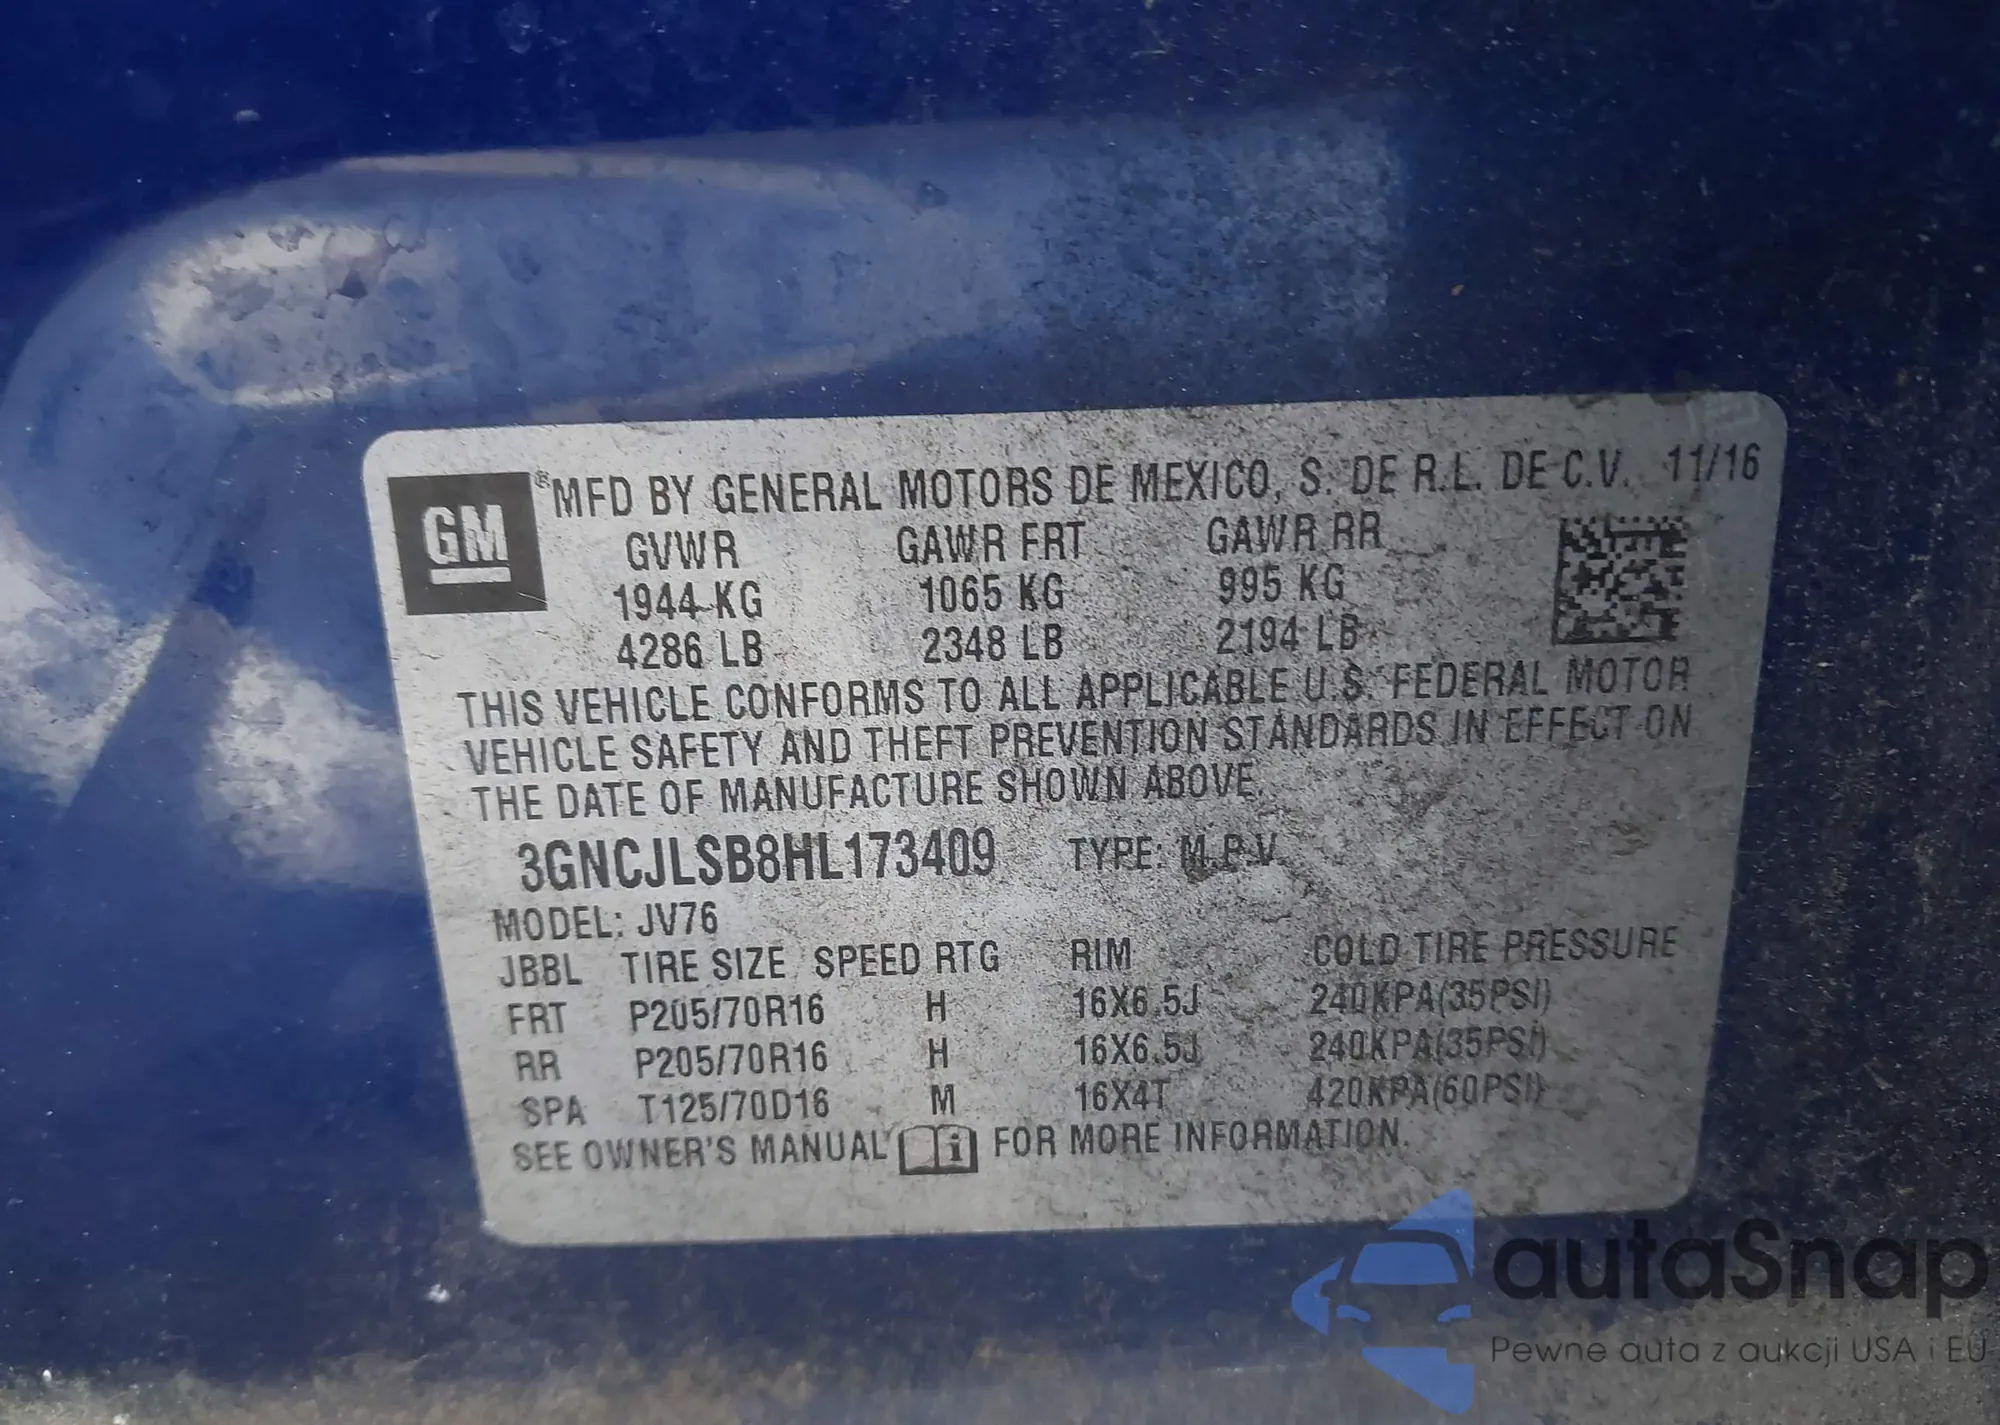 GM
® MFD BY GENERAL MOTORS DE MEXICO, S. DE R.L. DE C.V. 11/16
GVWR GAWR FRT GAWR RR
1944 KG 1065 KG 995 KG
4286 LB 2348 LB 2194 LB
THIS VEHICLE CONFORMS TO ALL APPLICABLE U.S. FEDERAL MOTOR
VEHICLE SAFETY AND THEFT PREVENTION STANDARDS IN EFFECT ON
THE DATE OF MANUFACTURE SHOWN ABOVE.
3GNCJLSB8HL173409 TYPE: M.P.V.
MODEL: JV76
JBBL TIRE SIZE SPEED RTG RIM COLD TIRE PRESSURE
FRT P205/70R16 H 16X6.5J 240KPA(35PSI)
RR P205/70R16 H 16X6.5J 240KPA(35PSI)
SPA T125/70D16 M 16X4T 420KPA(60PSI)
SEE OWNER'S MANUAL i FOR MORE INFORMATION.
autaSnap
Pewne auta z aukcji USA i EU